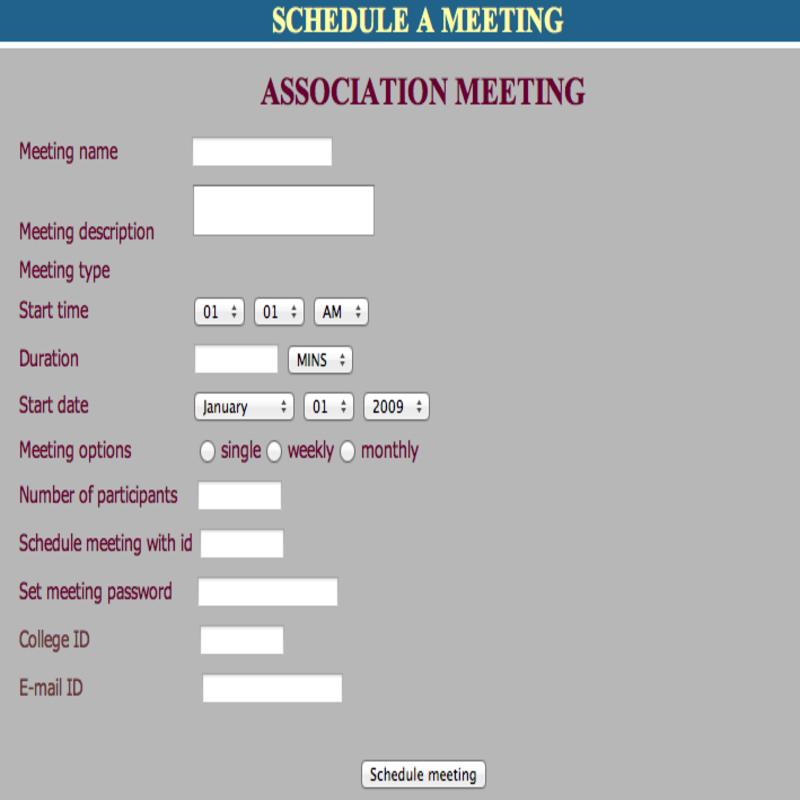 SCHEDULE A MEETING
ASSOCIATION MEETING
Meeting name
Meeting description
Meeting type
Start time 01 01 AM
Duration MINS
Start date January 01 2009
Meeting options single weekly monthly
Number of participants
Schedule meeting with id
Set meeting password
College ID
E-mail ID
Schedule meeting